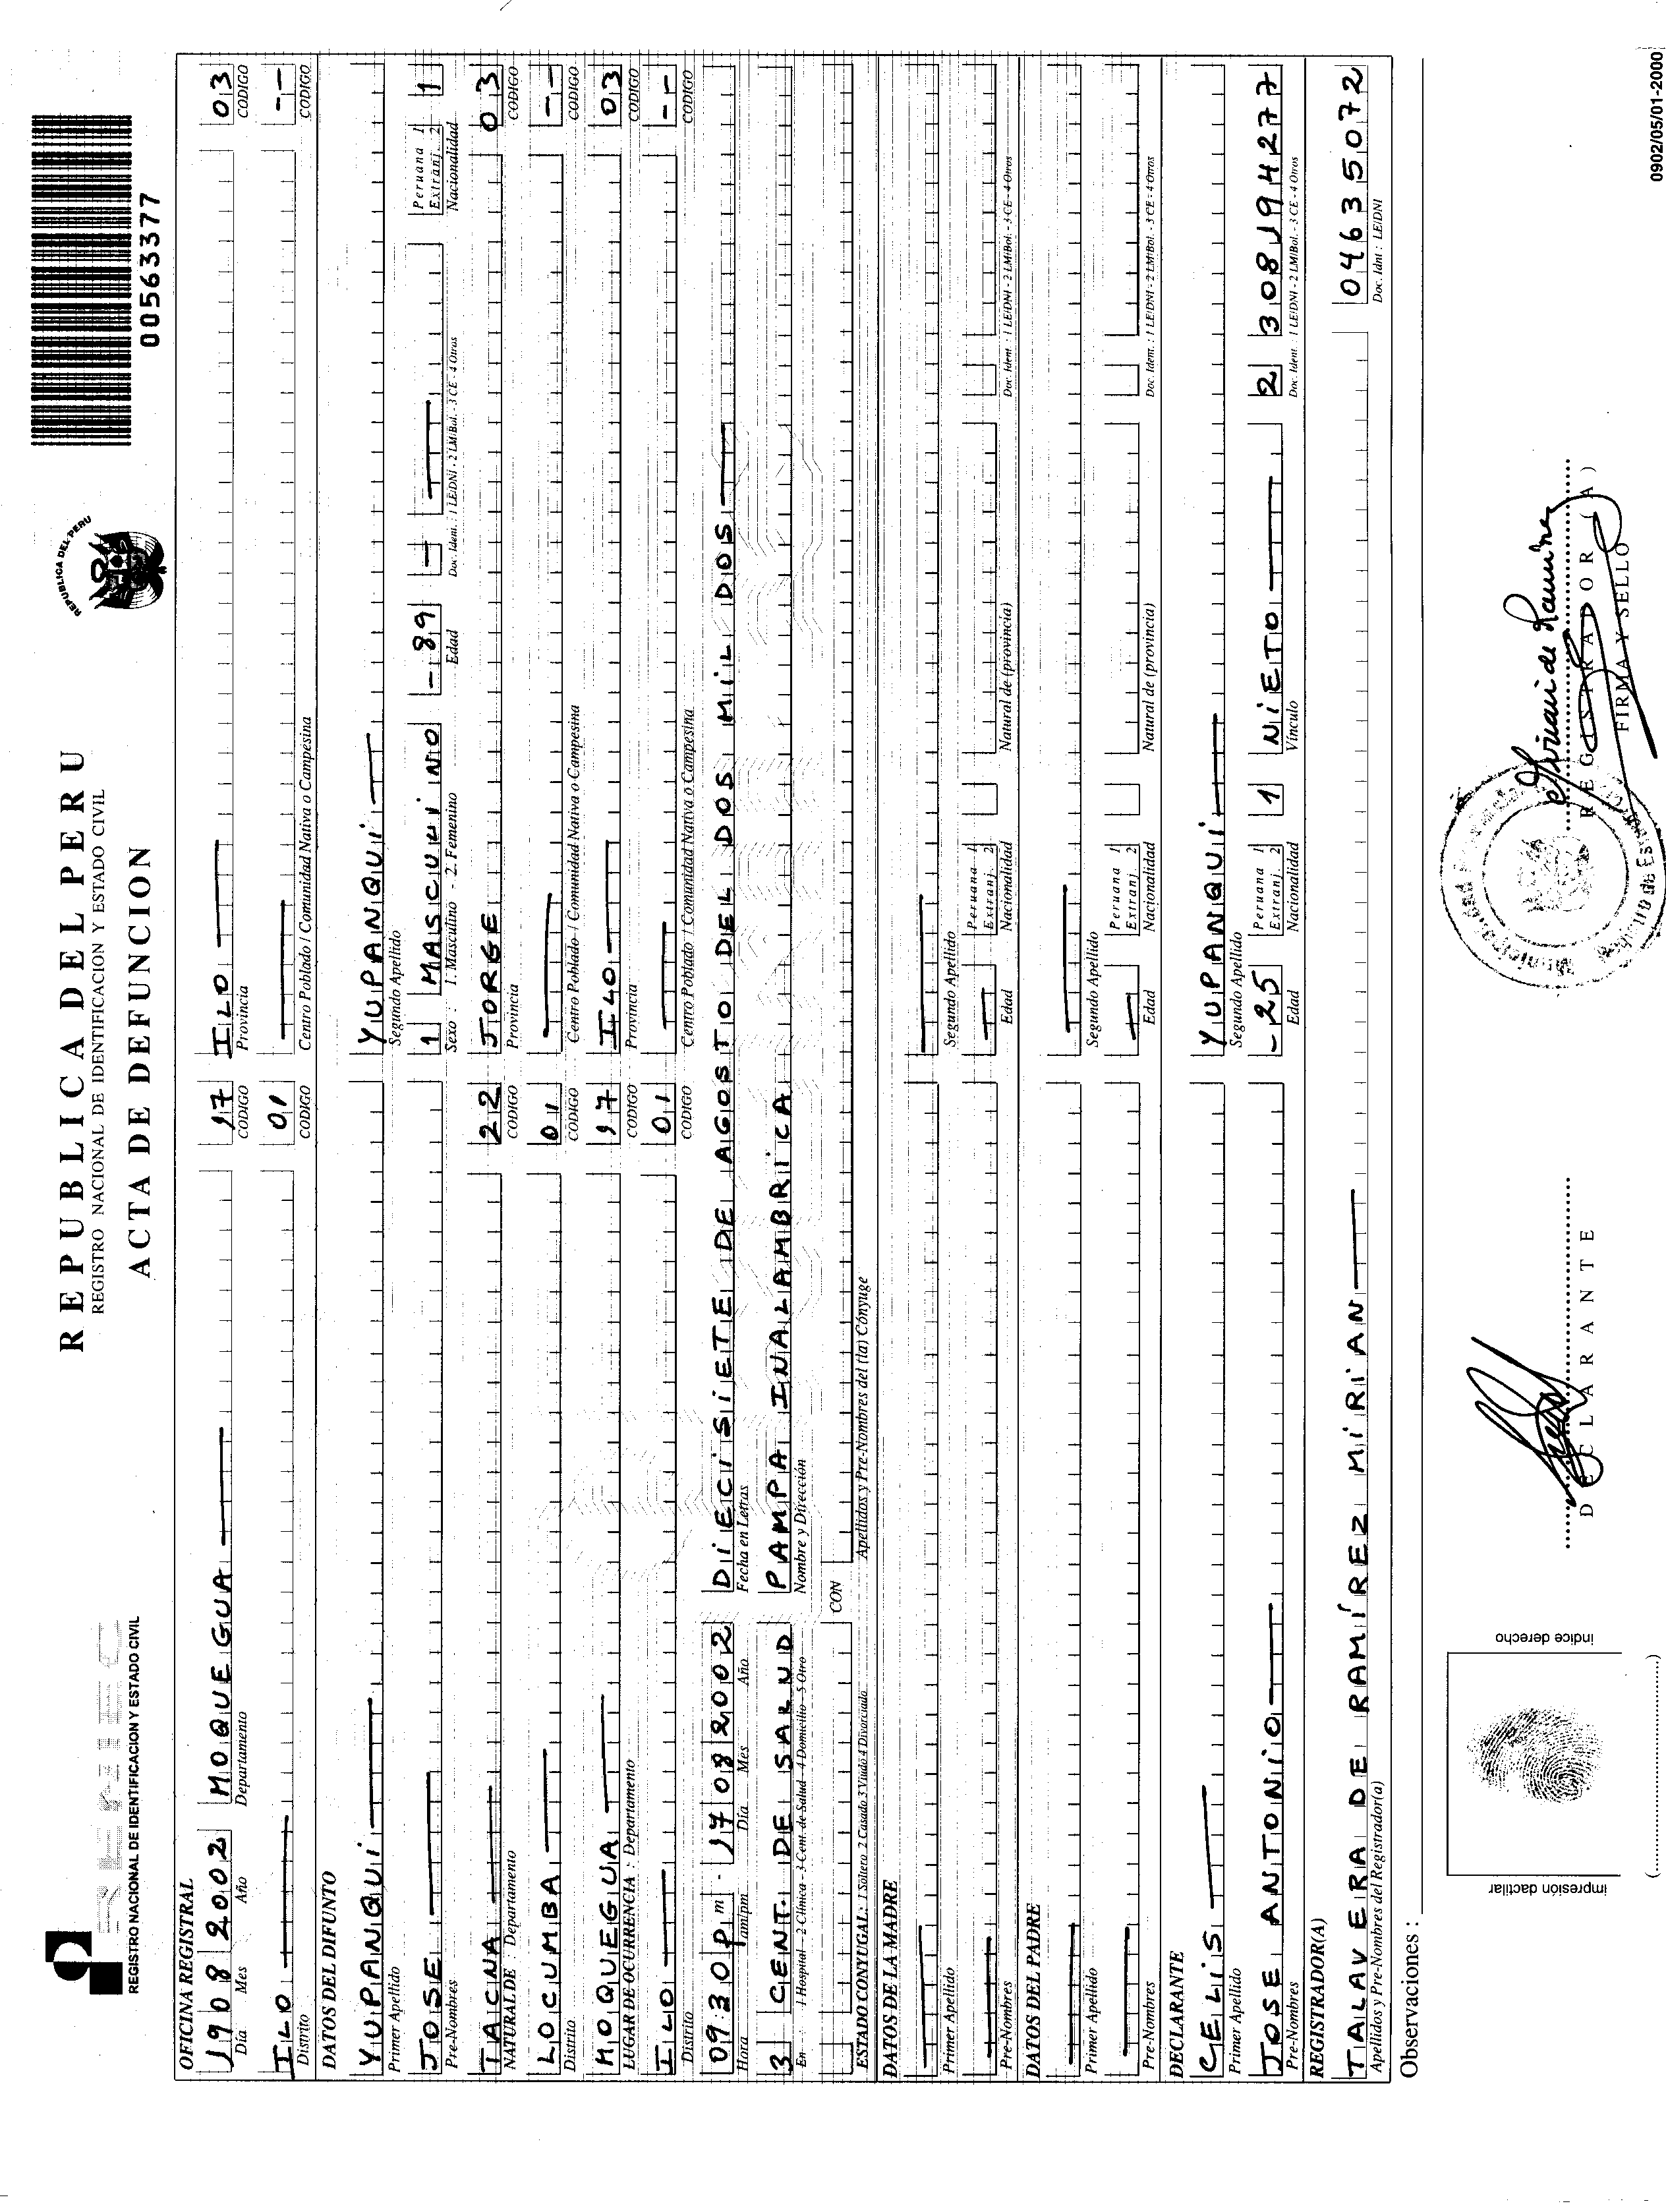 REPUBLICA DEL PERU
REGISTRO NACIONAL DE IDENTIFICACION Y ESTADO CIVIL
ACTA DE DEFUNCION
RENIEC
REGISTRO NACIONAL DE IDENTIFICACION Y ESTADO CIVIL
REPUBLICA DEL PERU
00563377
OFICINA REGISTRAL
19 08 2002 MOQUEGUA 17 ILO 03
Día Mes Año Departamento CODIGO Provincia CODIGO
ILO 01 --
Distrito CODIGO Centro Poblado / Comunidad Nativa o Campesina CODIGO
DATOS DEL DIFUNTO
YUPANQUI YUPANQUI
Primer Apellido Segundo Apellido
JOSE 1 MASCULINO -89 - Peruana 1 Extranj. 2 1
Pre-Nombres Sexo : 1. Masculino - 2. Femenino Edad Doc. Ident. : 1 LE/DNI - 2 LM/Bol. - 3 CE - 4 Otros Nacionalidad
TACNA 22 JORGE 03
NATURAL DE : Departamento CODIGO Provincia CODIGO
LOCUMBA 01 --
Distrito CODIGO Centro Poblado / Comunidad Nativa o Campesina CODIGO
MOQUEGUA 17 ILO 03
LUGAR DE OCURRENCIA : Departamento CODIGO Provincia CODIGO
ILO 01 --
Distrito CODIGO Centro Poblado / Comunidad Nativa o Campesina CODIGO
09:30 Pm 17 08 2002 DIECISIETE DE AGOSTO DEL DOS MIL DOS
Hora am/pm Día Mes Año Fecha en Letras
3 CENT. DE SALUD PAMPA INALAMBRICA
En : 1 Hospital - 2 Clínica - 3 Cent. de Salud - 4 Domicilio - 5 Otro Nombre y Dirección
CON
ESTADO CONYUGAL: 1 Soltero 2 Casado 3 Viudo 4 Divorciado Apellidos y Pre-Nombres del (la) Cónyuge
DATOS DE LA MADRE
Primer Apellido Segundo Apellido
Peruana 1 Extranj. 2
Pre-Nombres Edad Nacionalidad Natural de (provincia) Doc. Ident. : 1 LE/DNI - 2 LM/Bol. - 3 CE - 4 Otros
DATOS DEL PADRE
Primer Apellido Segundo Apellido
Peruana 1 Extranj. 2
Pre-Nombres Edad Nacionalidad Natural de (provincia) Doc. Ident. : 1 LE/DNI - 2 LM/Bol. - 3 CE - 4 Otros
DECLARANTE
CELIS YUPANQUI
Primer Apellido Segundo Apellido
JOSE ANTONIO -25 Peruana 1 Extranj. 2 1 NIETO 2 308194277
Pre-Nombres Edad Nacionalidad Vínculo Doc. Ident. : 1 LE/DNI - 2 LM/Bol. - 3 CE - 4 Otros
REGISTRADOR(A)
TALAVERA DE RAMÍREZ MIRIAN 04635072
Apellidos y Pre-Nombres del Registrador(a) Doc. Idnt : LE/DNI
Observaciones :
impresión dactilar
indice derecho
DECLARANTE
Miriam de Ramírez
REGISTRADOR (A)
FIRMA Y SELLO
0902/05/01-2000